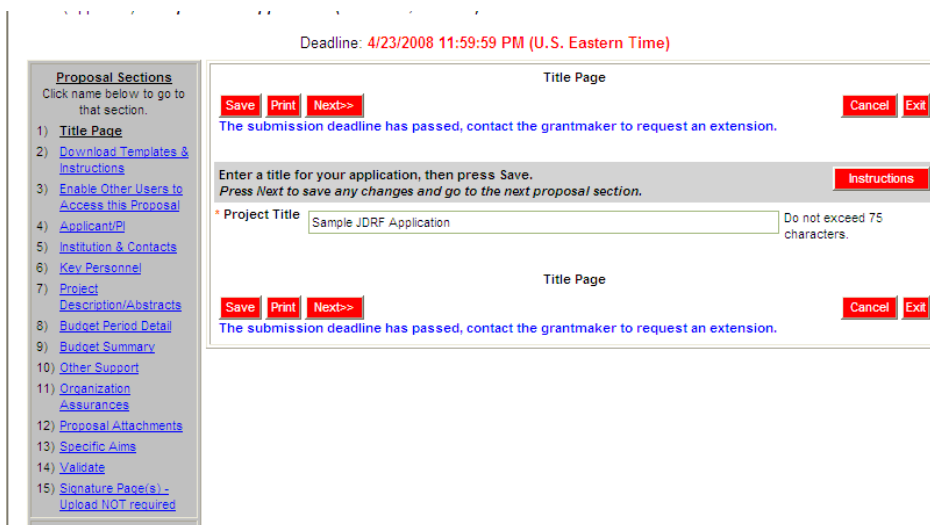 Deadline: 4/23/2008 11:59:59 PM (U.S. Eastern Time)
Proposal Sections
Click name below to go to
that section.
1) Title Page
2) Download Templates &
Instructions
3) Enable Other Users to
Access this Proposal
4) Applicant/PI
5) Institution & Contacts
6) Key Personnel
7) Project
Description/Abstracts
8) Budget Period Detail
9) Budget Summary
10) Other Support
11) Organization
Assurances
12) Proposal Attachments
13) Specific Aims
14) Validate
15) Signature Page(s) -
Upload NOT required
Title Page
Save Print Next>> Cancel Exit
The submission deadline has passed, contact the grantmaker to request an extension.
Enter a title for your application, then press Save.
Press Next to save any changes and go to the next proposal section.
Instructions
* Project Title Sample JDRF Application Do not exceed 75
characters.
Title Page
Save Print Next>> Cancel Exit
The submission deadline has passed, contact the grantmaker to request an extension.